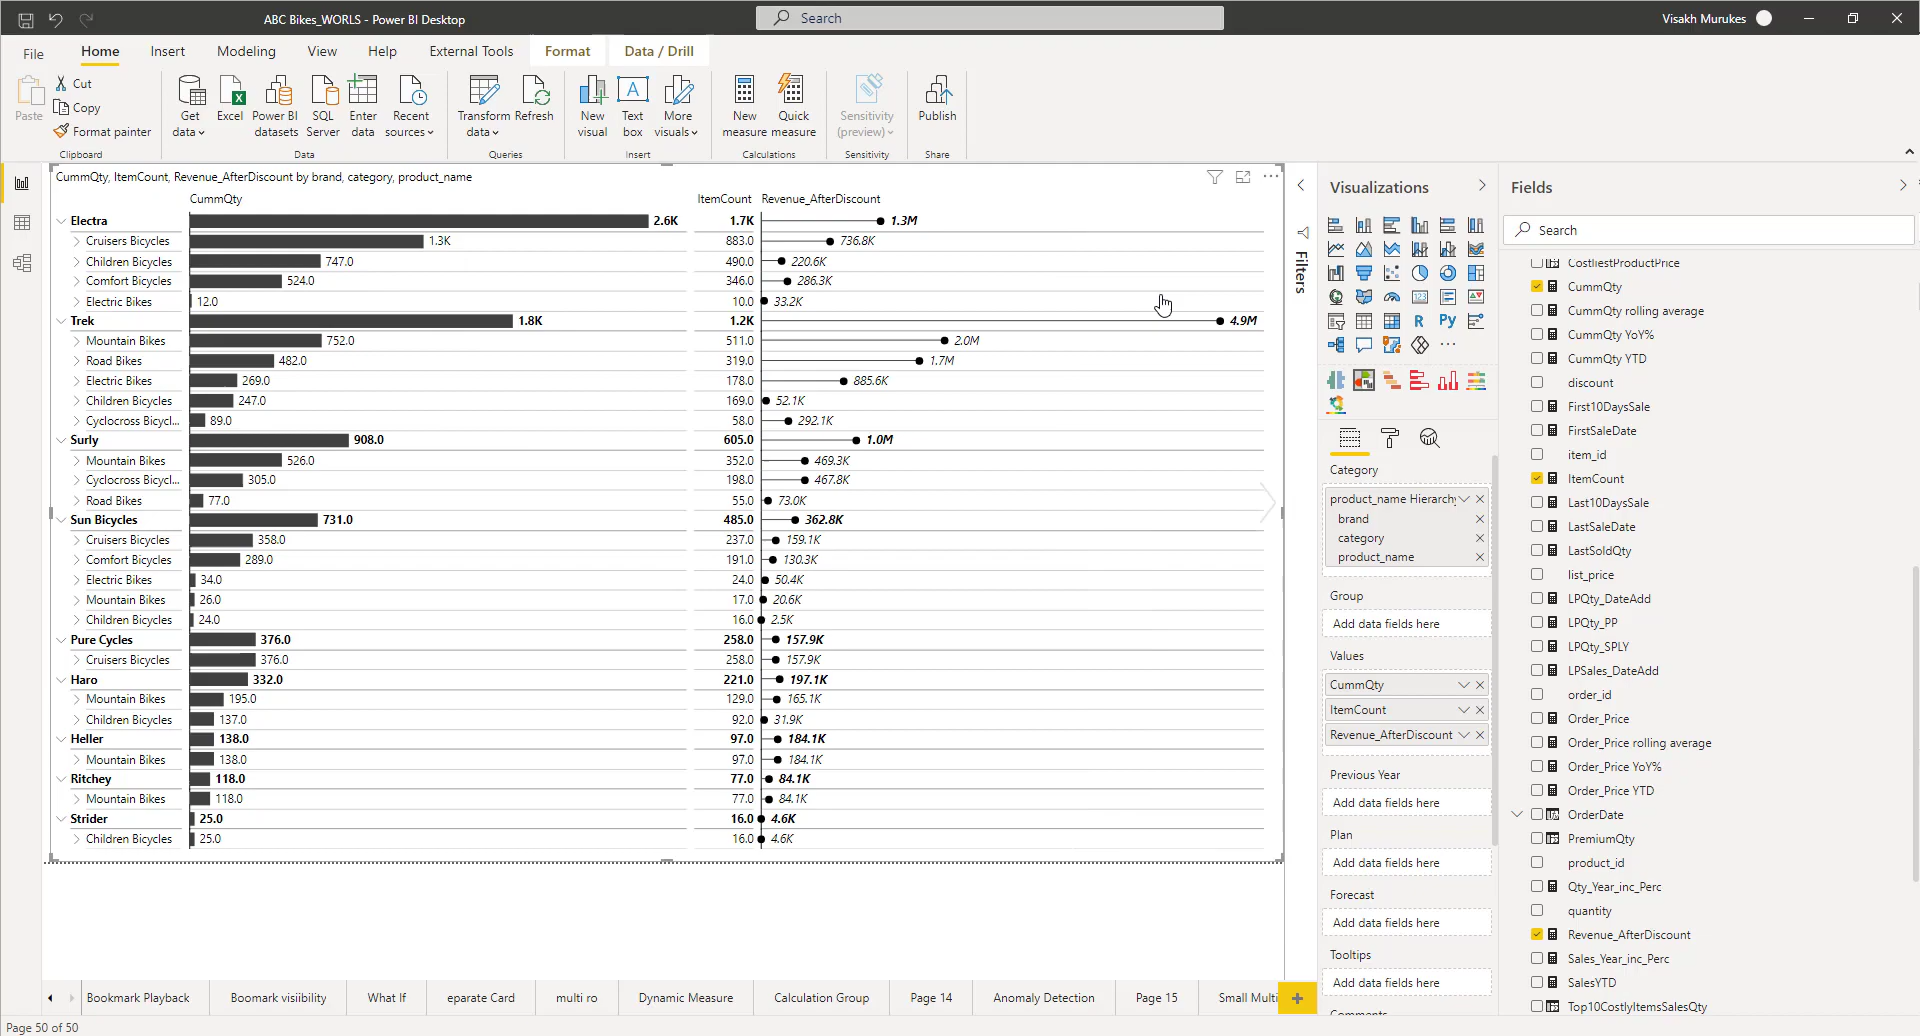 ABC Bikes_WORLS - Power BI Desktop
Search
Visakh Murukes
File
Home
Insert
Modeling
View
Help
External Tools
Format
Data / Drill
Paste
Cut
Copy
Format painter
Clipboard
Get data
Excel
Power BI datasets
SQL Server
Enter data
Recent sources
Data
Transform data
Refresh
Queries
New visual
Text box
More visuals
Insert
New measure
Quick measure
Calculations
Sensitivity (preview)
Sensitivity
Publish
Share
CummQty, ItemCount, Revenue_AfterDiscount by brand, category, product_name
CummQty ItemCount Revenue_AfterDiscount
Electra 2.6K 1.7K 1.3M
Cruisers Bicycles 1.3K 883.0 736.8K
Children Bicycles 747.0 490.0 220.6K
Comfort Bicycles 524.0 346.0 286.3K
Electric Bikes 12.0 10.0 33.2K
Trek 1.8K 1.2K 4.9M
Mountain Bikes 752.0 511.0 2.0M
Road Bikes 482.0 319.0 1.7M
Electric Bikes 269.0 178.0 885.6K
Children Bicycles 247.0 169.0 52.1K
Cyclocross Bicycl... 89.0 58.0 292.1K
Surly 908.0 605.0 1.0M
Mountain Bikes 526.0 352.0 469.3K
Cyclocross Bicycl... 305.0 198.0 467.8K
Road Bikes 77.0 55.0 73.0K
Sun Bicycles 731.0 485.0 362.8K
Cruisers Bicycles 358.0 237.0 159.1K
Comfort Bicycles 289.0 191.0 130.3K
Electric Bikes 34.0 24.0 50.4K
Mountain Bikes 26.0 17.0 20.6K
Children Bicycles 24.0 16.0 2.5K
Pure Cycles 376.0 258.0 157.9K
Cruisers Bicycles 376.0 258.0 157.9K
Haro 332.0 221.0 197.1K
Mountain Bikes 195.0 129.0 165.1K
Children Bicycles 137.0 92.0 31.9K
Heller 138.0 97.0 184.1K
Mountain Bikes 138.0 97.0 184.1K
Ritchey 118.0 77.0 84.1K
Mountain Bikes 118.0 77.0 84.1K
Strider 25.0 16.0 4.6K
Children Bicycles 25.0 16.0 4.6K
Filters
Visualizations
R
Py
123
Category
product_name Hierarchy
brand
category
product_name
Group
Add data fields here
Values
CummQty
ItemCount
Revenue_AfterDiscount
Previous Year
Add data fields here
Plan
Add data fields here
Forecast
Add data fields here
Tooltips
Add data fields here
Comments
Fields
Search
CostliestProductPrice
CummQty
CummQty rolling average
CummQty YoY%
CummQty YTD
discount
First10DaysSale
FirstSaleDate
item_id
ItemCount
Last10DaysSale
LastSaleDate
LastSoldQty
list_price
LPQty_DateAdd
LPQty_PP
LPQty_SPLY
LPSales_DateAdd
order_id
Order_Price
Order_Price rolling average
Order_Price YoY%
Order_Price YTD
OrderDate
PremiumQty
product_id
Qty_Year_inc_Perc
quantity
Revenue_AfterDiscount
Sales_Year_inc_Perc
SalesYTD
Top10CostlyItemsSalesQty
Bookmark Playback
Boomark visiibility
What If
eparate Card
multi ro
Dynamic Measure
Calculation Group
Page 14
Anomaly Detection
Page 15
Small Multi
Page 50 of 50